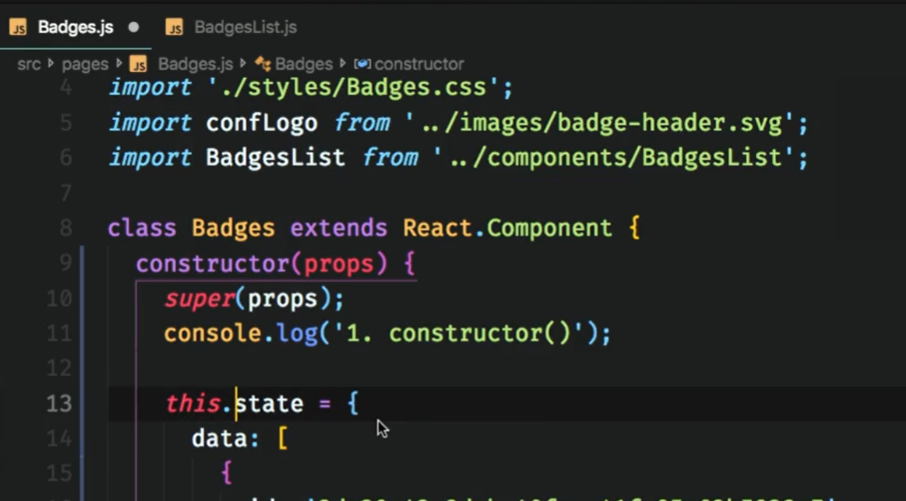 JS Badges.js ● JS BadgesList.js
src pages JS Badges.js Badges constructor
4 import './styles/Badges.css';
5 import confLogo from '../images/badge-header.svg';
6 import BadgesList from '../components/BadgesList';
7
8 class Badges extends React.Component {
9 constructor(props) {
10 super(props);
11 console.log('1. constructor()');
12
13 this.state = {
14 data: [
15 {